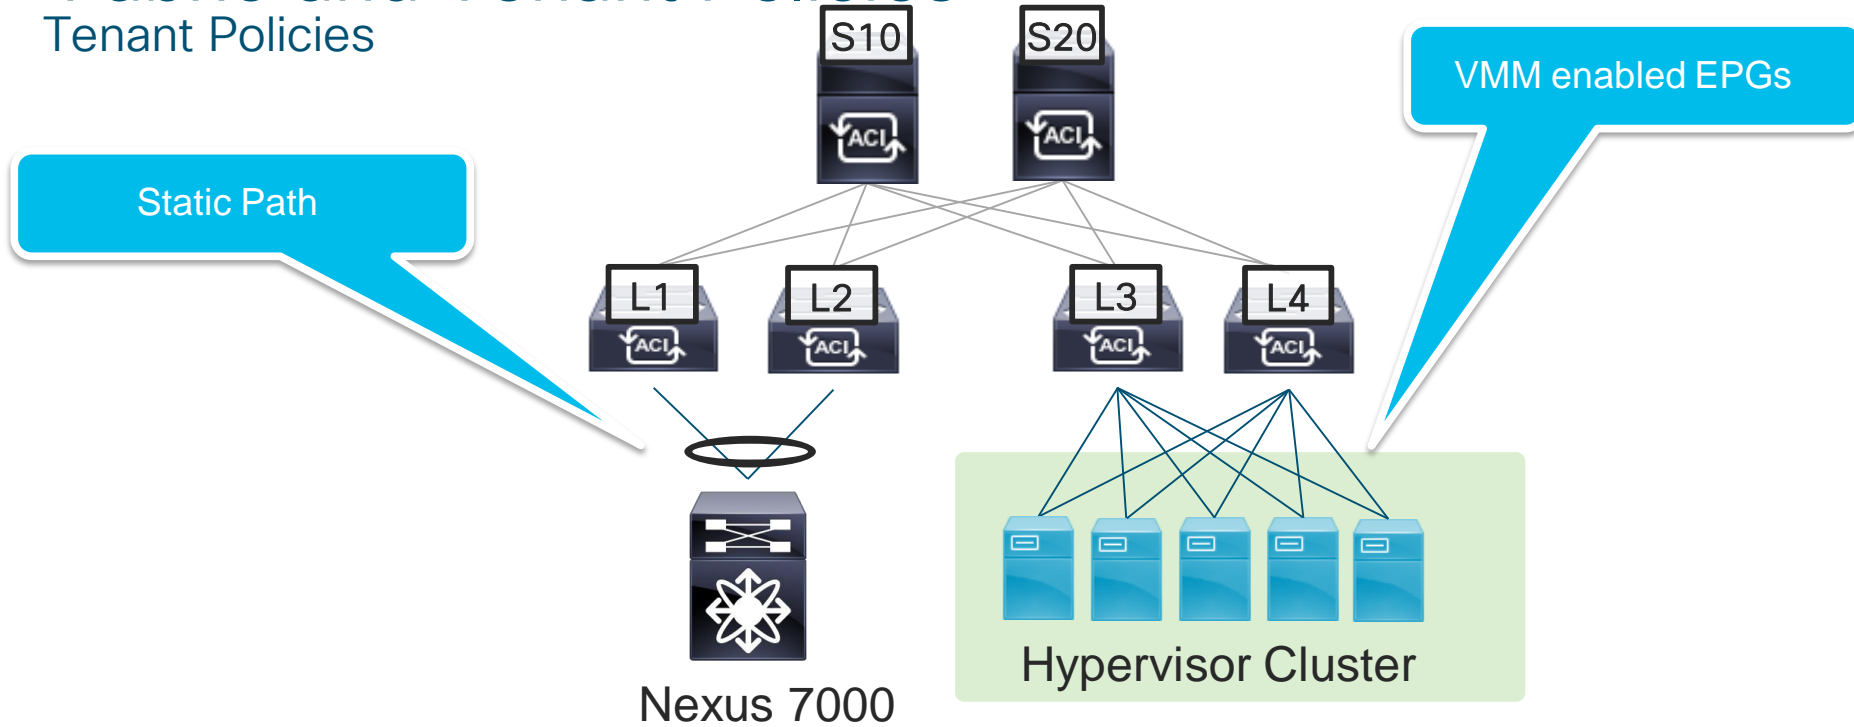 Tenant Policies
S10
S20
VMM enabled EPGs
ACI
ACI
Static Path
L1
L2
L3
L4
ACI
ACI
ACI
ACI
Hypervisor Cluster
Nexus 7000